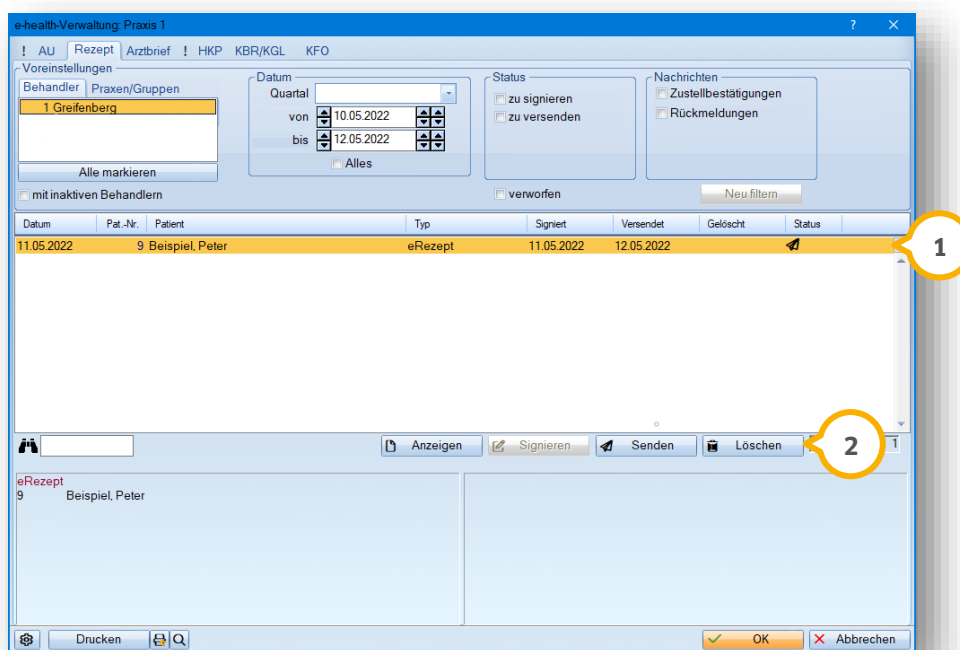 e-health-Verwaltung: Praxis 1 ?
! AU Rezept Arztbrief ! HKP KBR/KGL KFO
Voreinstellungen
Behandler Praxen/Gruppen
1 Greifenberg
Alle markieren
mit inaktiven Behandlern
Datum
Quartal
von 10.05.2022
bis 12.05.2022
Alles
Status
zu signieren
zu versenden
verworfen
Nachrichten
Zustellbestätigungen
Rückmeldungen
Neu filtern
Datum Pat.-Nr. Patient Typ Signiert Versendet Gelöscht Status
11.05.2022 9 Beispiel, Peter eRezept 11.05.2022 12.05.2022
1
Anzeigen Signieren Senden Löschen 2 1
eRezept
9 Beispiel, Peter
Drucken OK Abbrechen